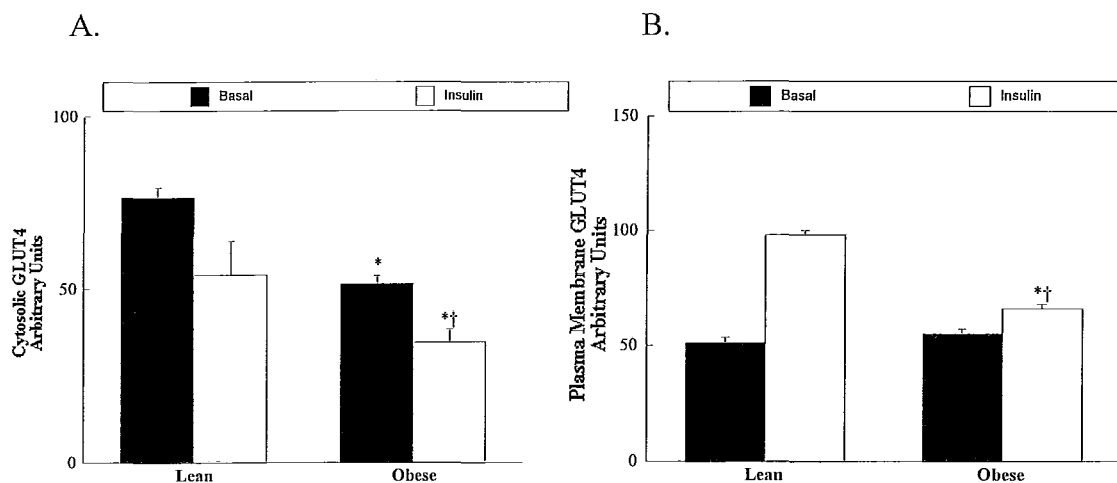 A.
Basal Insulin
100
50
0
Cytosolic GLUT4
Arbitrary Units
*
*†
Lean Obese
B.
Basal Insulin
150
100
50
0
Plasma Membrane GLUT4
Arbitrary Units
*†
Lean Obese